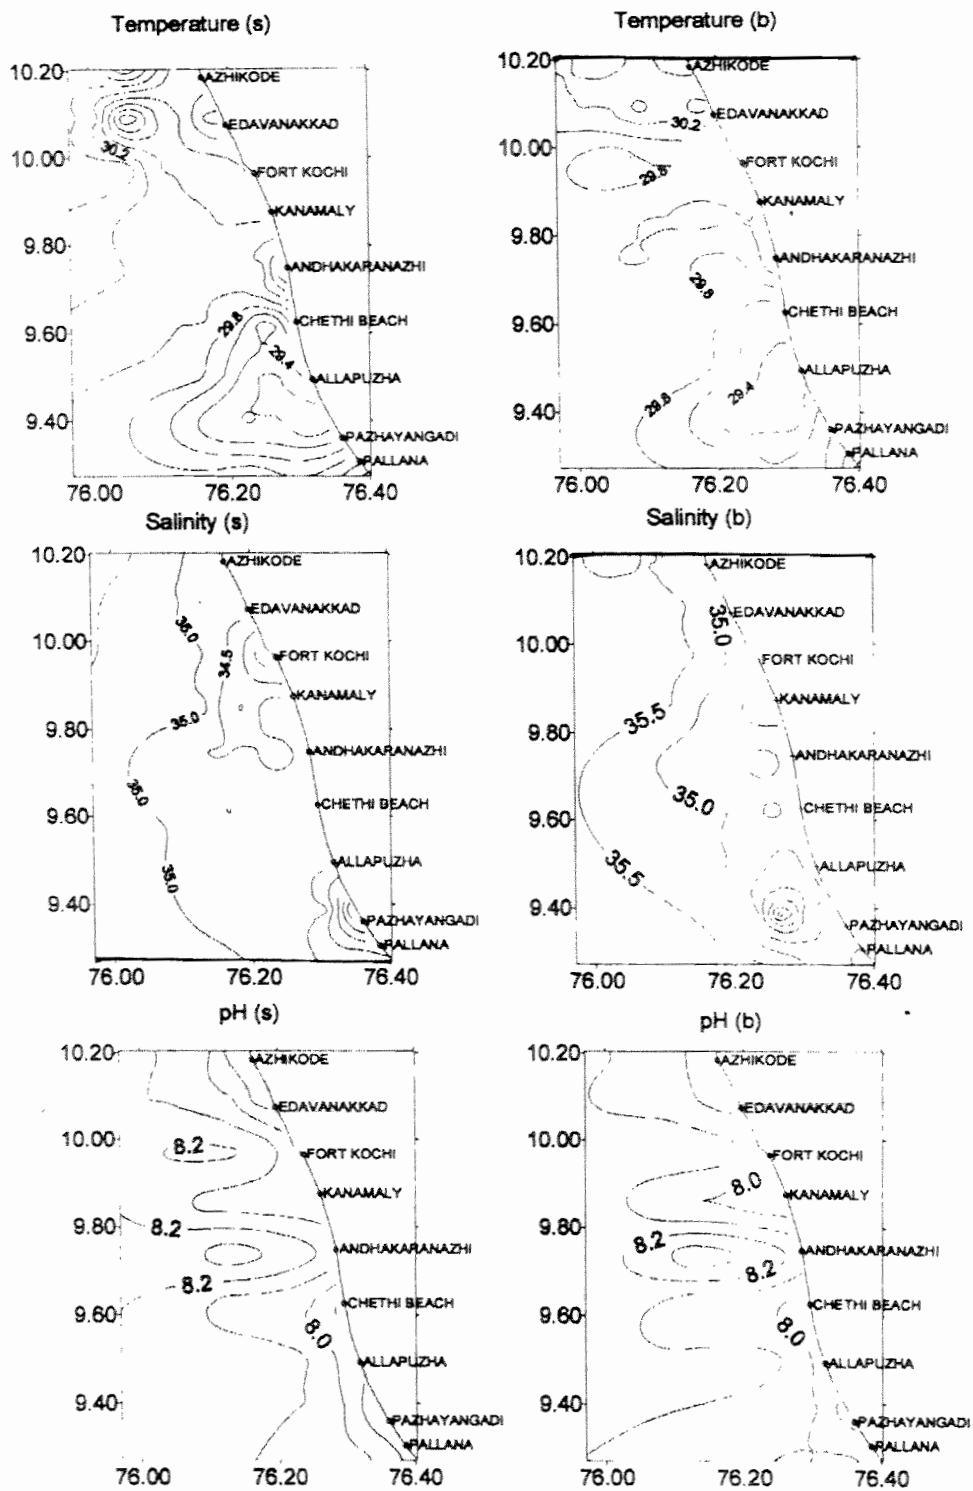 Temperature (s)
10.20
AZHIKODE
EDAVANAKKAD
30.2
10.00
FORT KOCHI
KANAMALY
9.80
ANDHAKARANAZHI
29.8
CHETHI BEACH
9.60
29.4
ALLAPUZHA
9.40
PAZHAYANGADI
PALLANA
76.00 76.20 76.40
Temperature (b)
10.20
AZHIKODE
EDAVANAKKAD
30.2
10.00
FORT KOCHI
29.8
KANAMALY
9.80
ANDHAKARANAZHI
29.8
CHETHI BEACH
9.60
ALLAPUZHA
29.8 29.4
9.40
PAZHAYANGADI
PALLANA
76.00 76.20 76.40
Salinity (s)
10.20
AZHIKODE
EDAVANAKKAD
35.0
10.00
34.5
FORT KOCHI
KANAMALY
35.0
9.80
ANDHAKARANAZHI
35.0
CHETHI BEACH
9.60
ALLAPUZHA
35.0
9.40
PAZHAYANGADI
PALLANA
76.00 76.20 76.40
Salinity (b)
10.20
AZHIKODE
EDAVANAKKAD
35.0
10.00
FORT KOCHI
KANAMALY
35.5
9.80
ANDHAKARANAZHI
35.0
CHETHI BEACH
9.60
ALLAPUZHA
35.5
9.40
PAZHAYANGADI
PALLANA
76.00 76.20 76.40
pH (s)
10.20
AZHIKODE
EDAVANAKKAD
10.00
8.2
FORT KOCHI
KANAMALY
9.80
8.2
ANDHAKARANAZHI
8.2
CHETHI BEACH
9.60
8.0
ALLAPUZHA
9.40
PAZHAYANGADI
PALLANA
76.00 76.20 76.40
pH (b)
10.20
AZHIKODE
EDAVANAKKAD
10.00
FORT KOCHI
8.0
KANAMALY
9.80
8.2
ANDHAKARANAZHI
8.2
CHETHI BEACH
9.60
8.0
ALLAPUZHA
9.40
PAZHAYANGADI
PALLANA
76.00 76.20 76.40